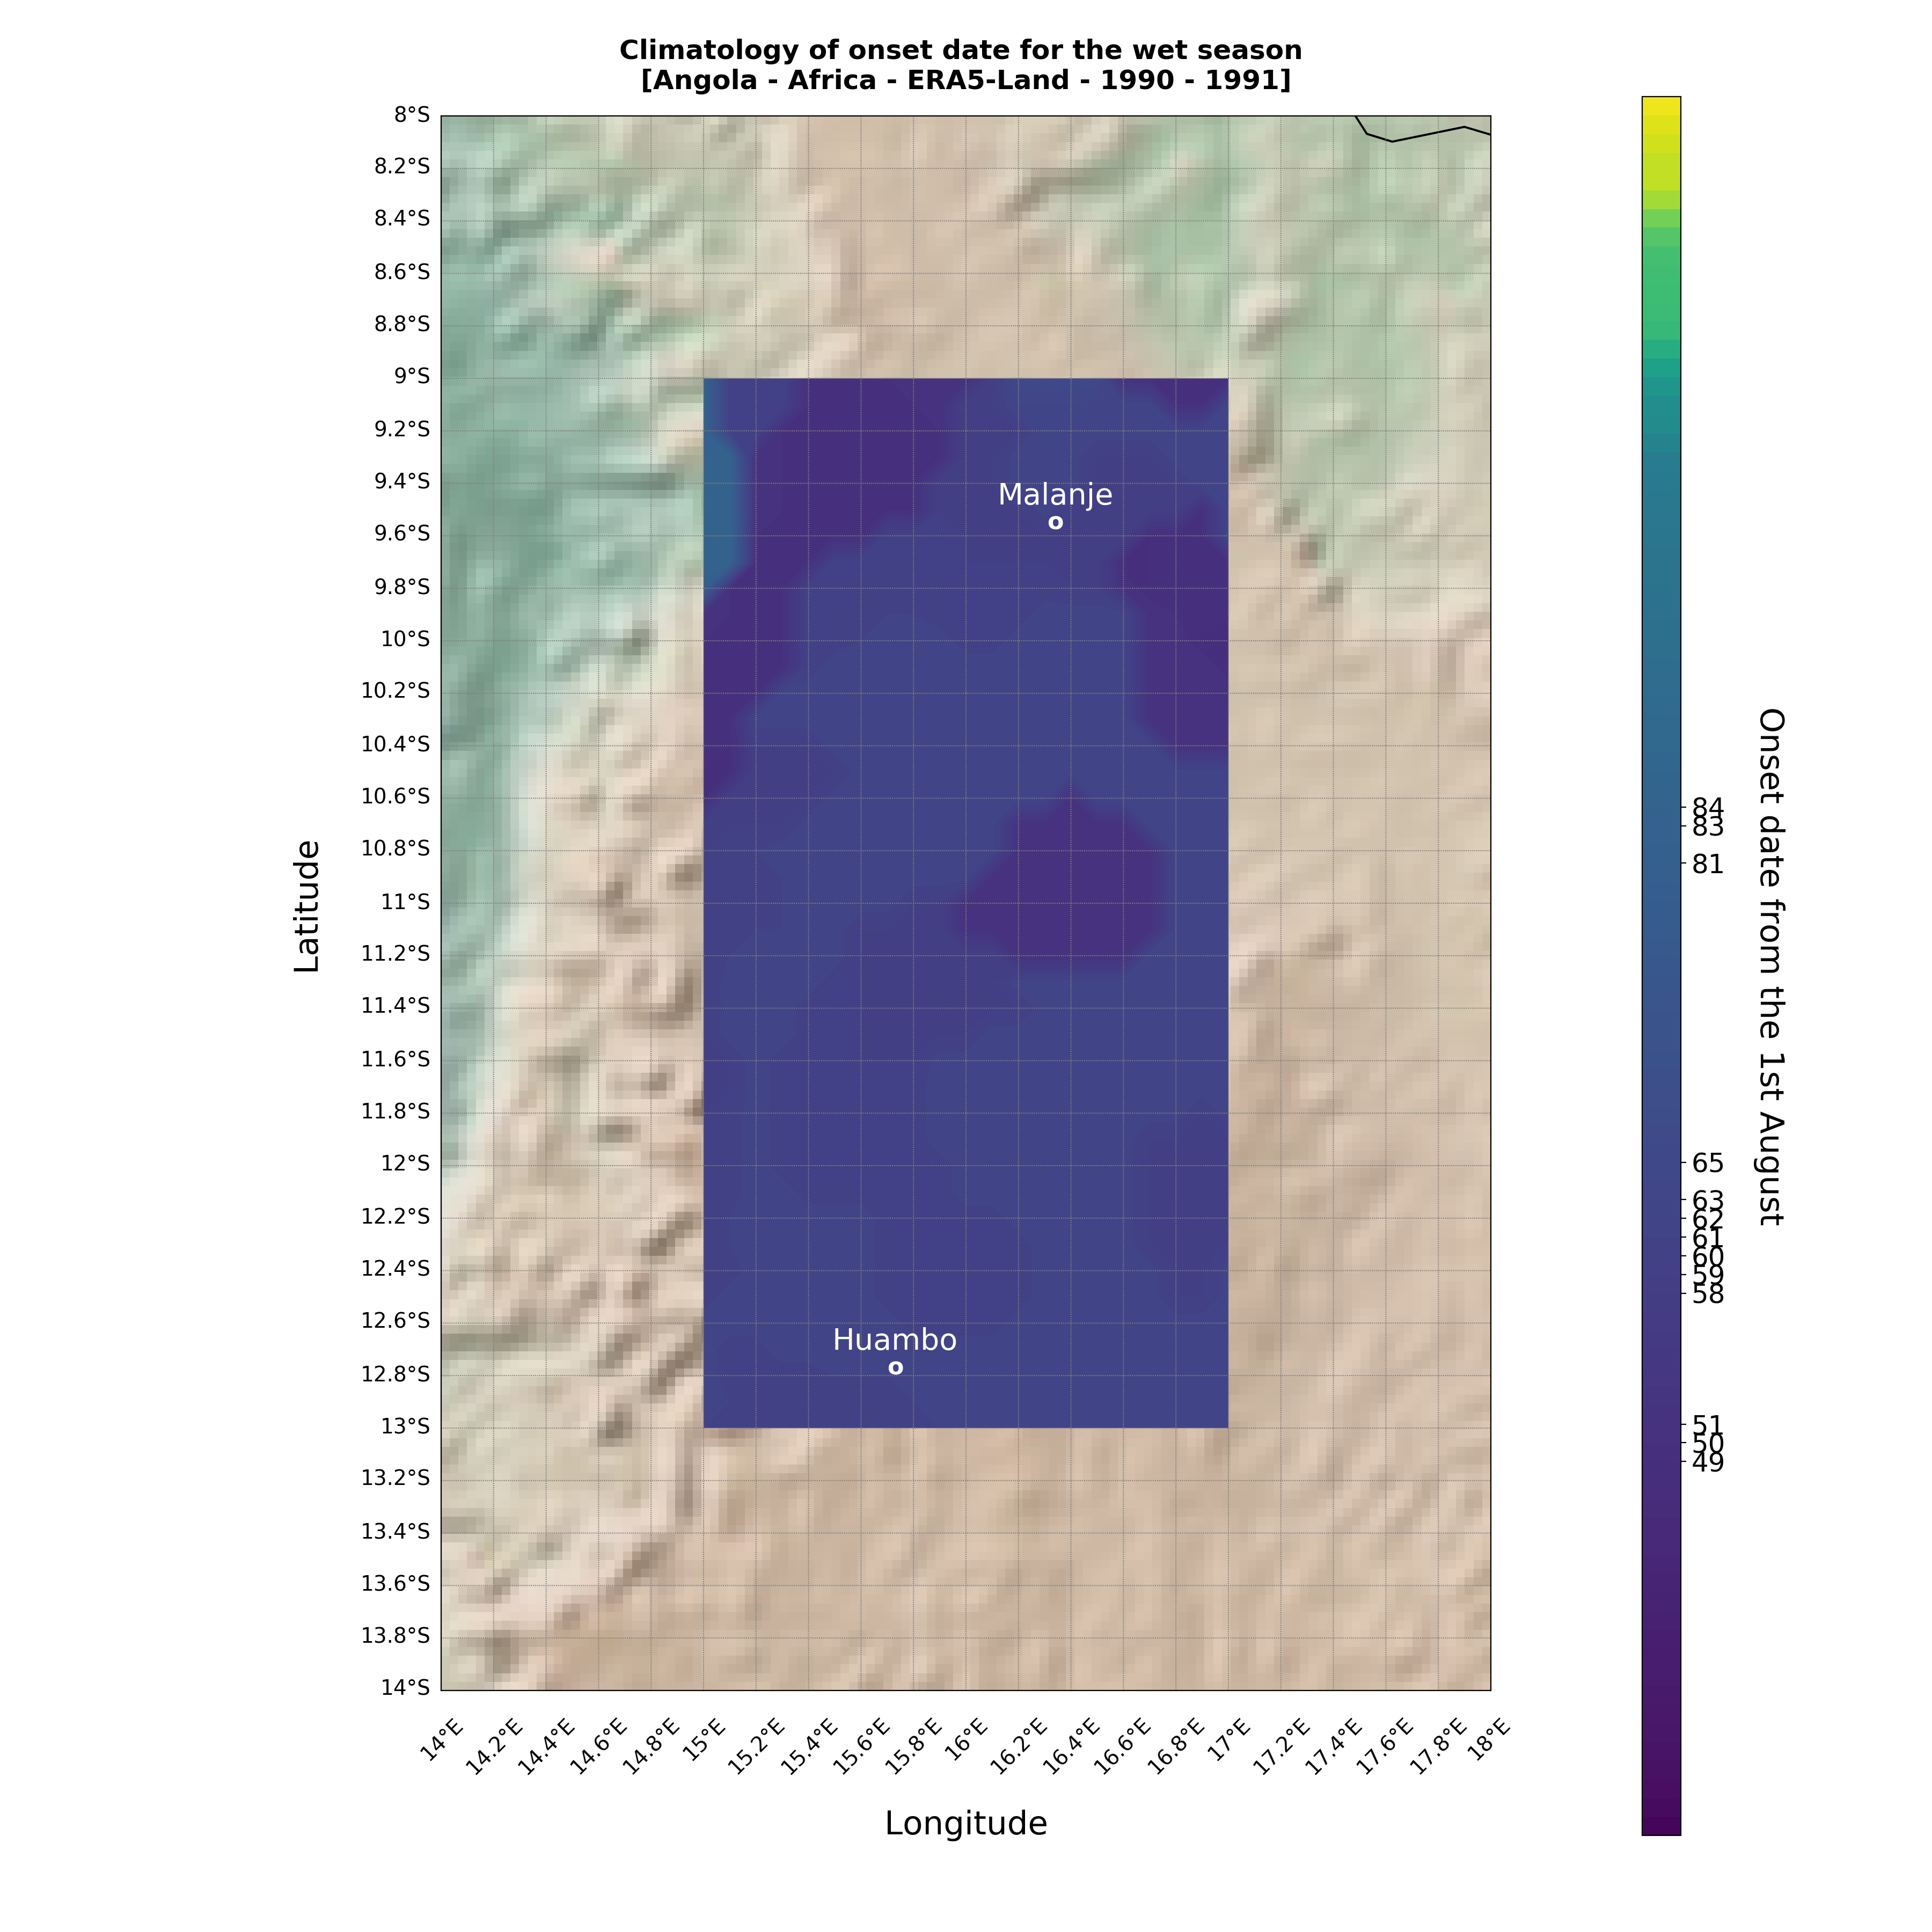 Climatology of onset date for the wet season
[Angola - Africa - ERA5-Land - 1990 - 1991]
8°S
8.2°S
8.4°S
8.6°S
8.8°S
9°S
9.2°S
9.4°S
9.6°S
9.8°S
10°S
10.2°S
10.4°S
10.6°S
10.8°S
11°S
11.2°S
11.4°S
11.6°S
11.8°S
12°S
12.2°S
12.4°S
12.6°S
12.8°S
13°S
13.2°S
13.4°S
13.6°S
13.8°S
14°S
Latitude
Malanje
Huambo
14°E
14.2°E
14.4°E
14.6°E
14.8°E
15°E
15.2°E
15.4°E
15.6°E
15.8°E
16°E
16.2°E
16.4°E
16.6°E
16.8°E
17°E
17.2°E
17.4°E
17.6°E
17.8°E
18°E
Longitude
84
83
81
65
63
62
61
60
59
58
51
50
49
Onset date from the 1st August